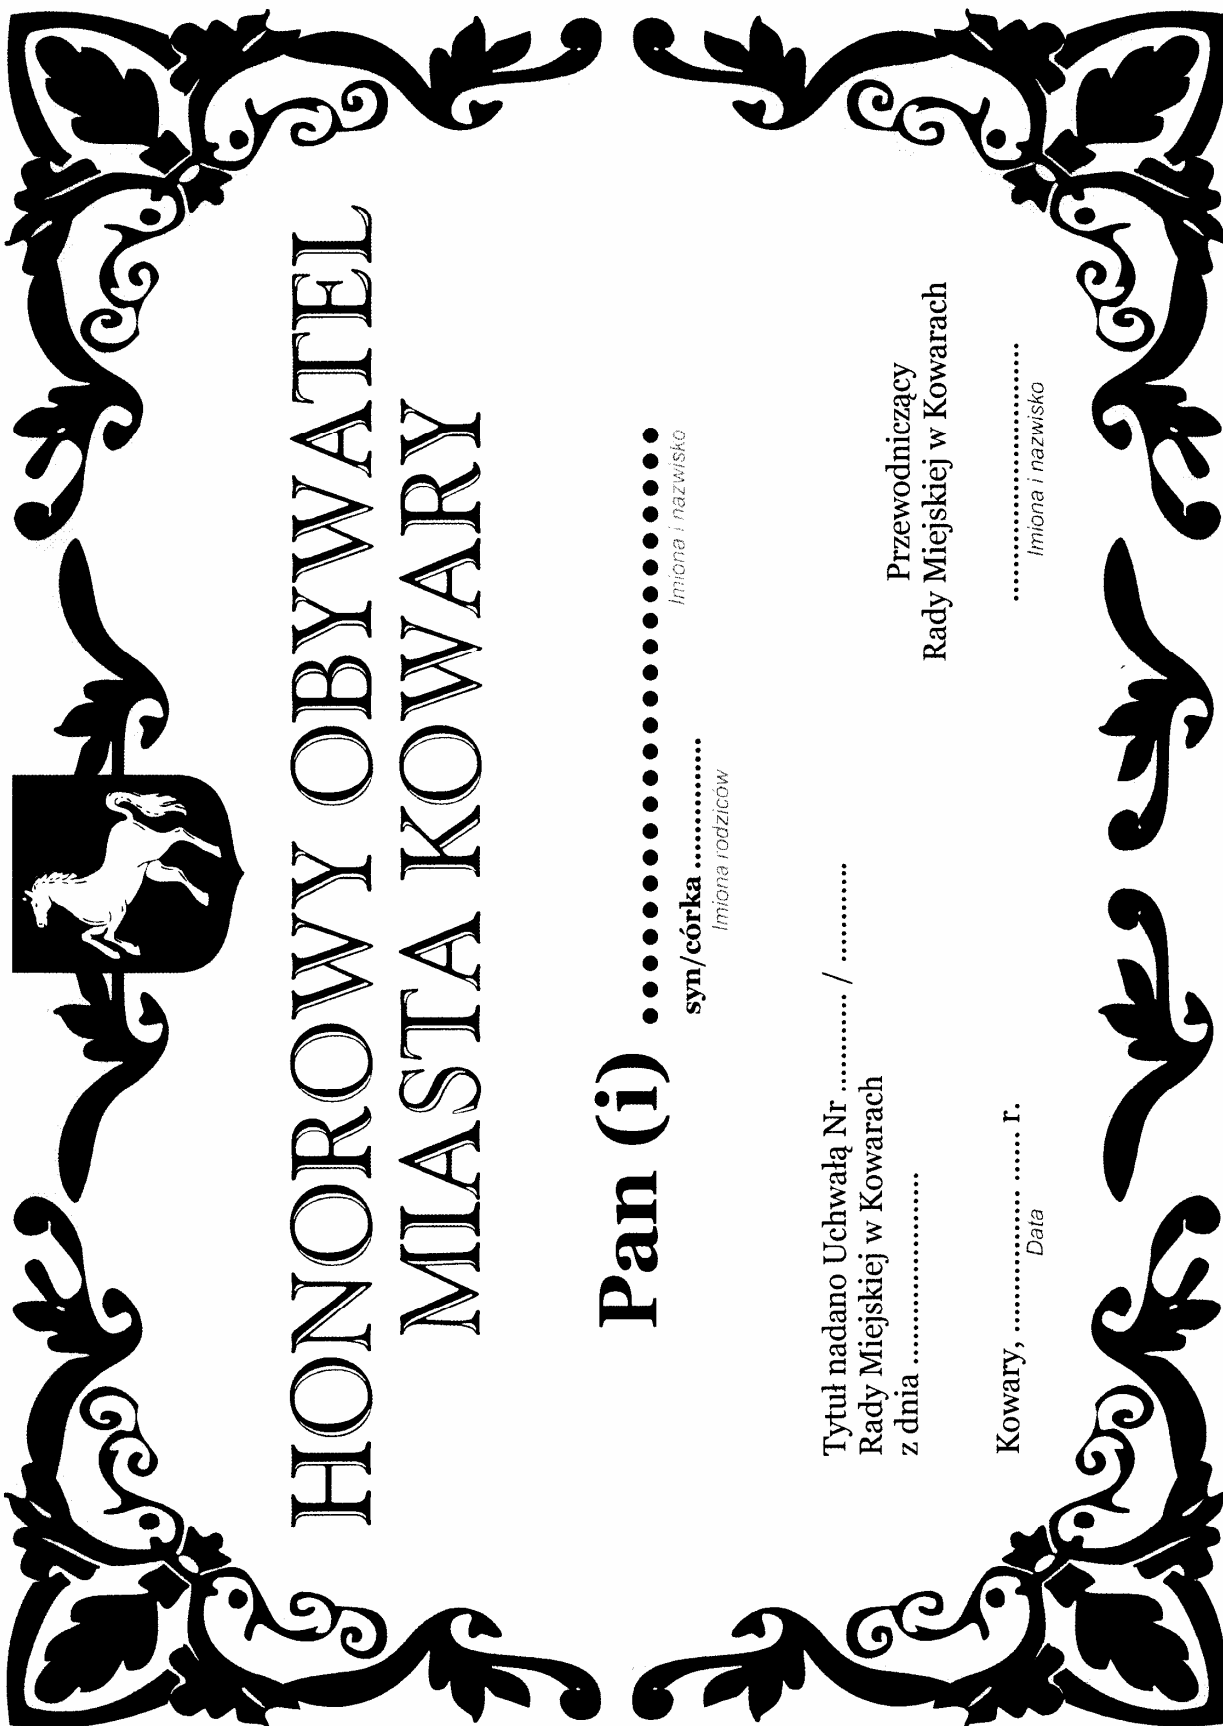 HONOROWY OBYWATEL
MIASTA KOWARY
Pan (i) .......................
Imiona i nazwisko
syn/córka .................
Imiona rodziców
Tytuł nadano Uchwałą Nr ............. / .............
Rady Miejskiej w Kowarach
z dnia ..........................
Przewodniczący
Rady Miejskiej w Kowarach
...................................
Imiona i nazwisko
Kowary, ................... ...... r.
Data